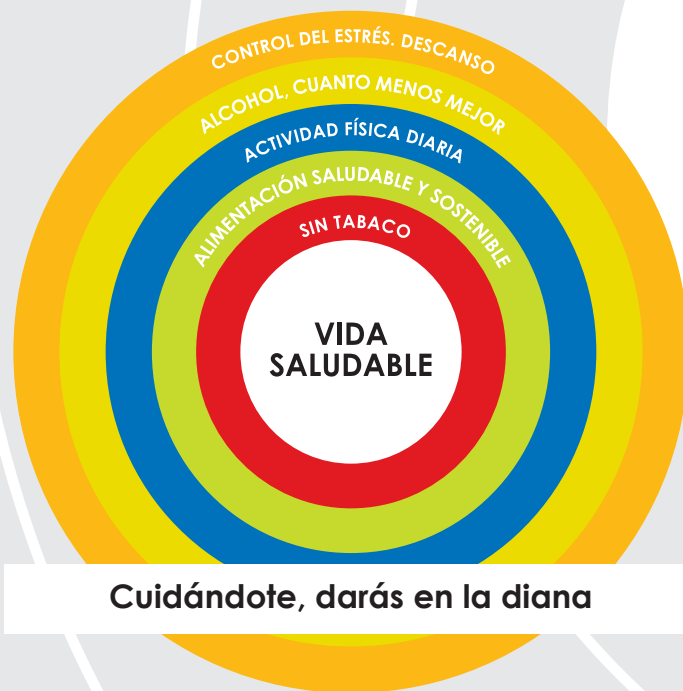 CONTROL DEL ESTRÉS. DESCANSO
ALCOHOL, CUANTO MENOS MEJOR
ACTIVIDAD FÍSICA DIARIA
ALIMENTACIÓN SALUDABLE Y SOSTENIBLE
SIN TABACO
VIDA
SALUDABLE
Cuidándote, darás en la diana